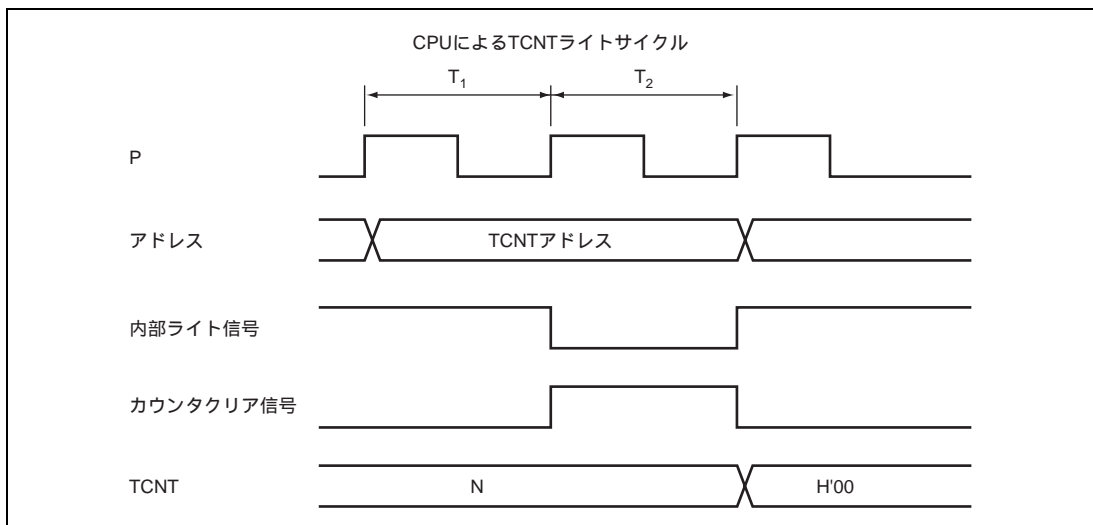 CPUによるTCNTライトサイクル
T1 T2
P
アドレス TCNTアドレス
内部ライト信号
カウンタクリア信号
TCNT N H'00